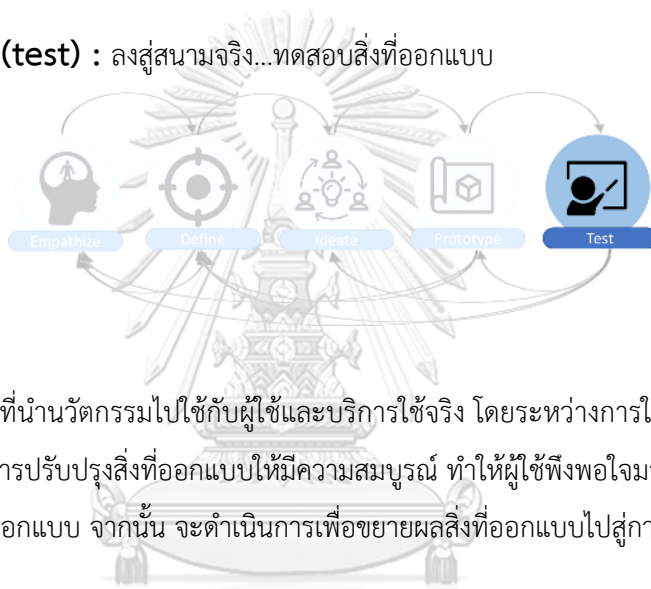 (test) : ลงสู่สนามจริง...ทดสอบสิ่งที่ออกแบบ
Empathize Define Ideate Prototype Test
ที่นำนวัตกรรมไปใช้กับผู้ใช้และบริการใช้จริง โดยระหว่างการใ
ารปรับปรุงสิ่งที่ออกแบบให้มีความสมบูรณ์ ทำให้ผู้ใช้พึงพอใจม
อกแบบ จากนั้น จะดำเนินการเพื่อขยายผลสิ่งที่ออกแบบไปสู่กา